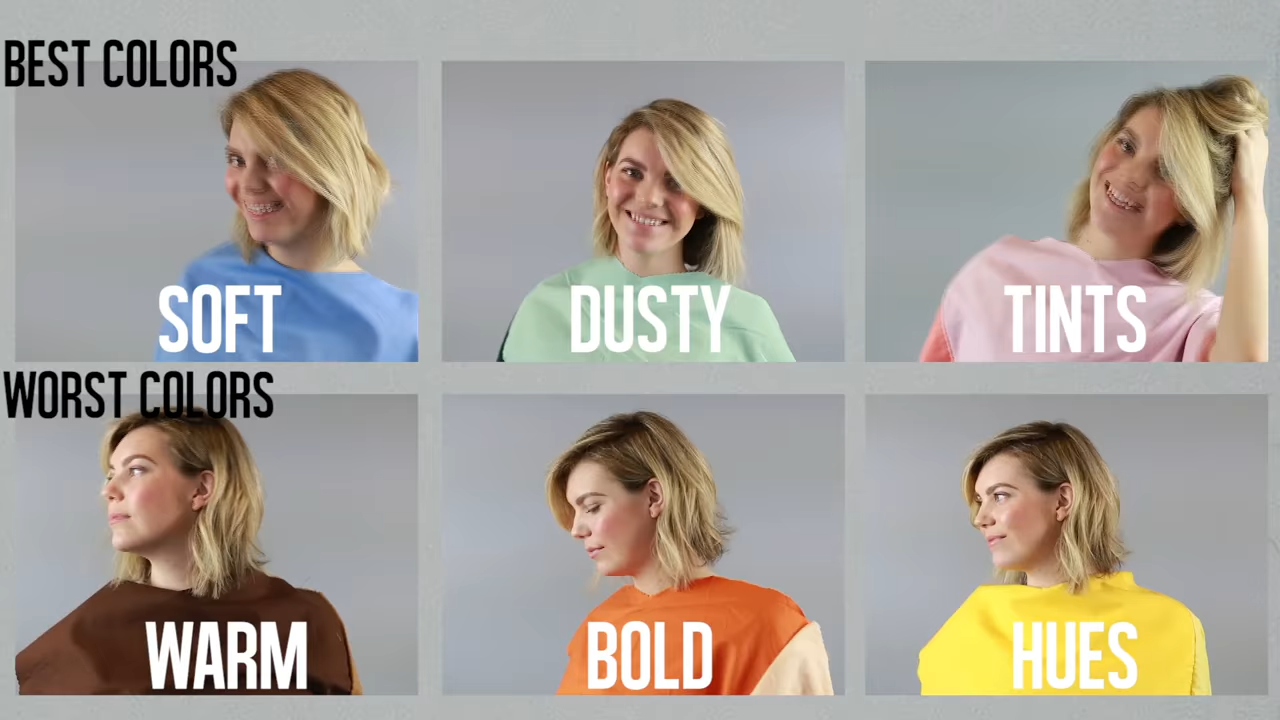 BEST COLORS
SOFT
DUSTY
TINTS
WORST COLORS
WARM
BOLD
HUES